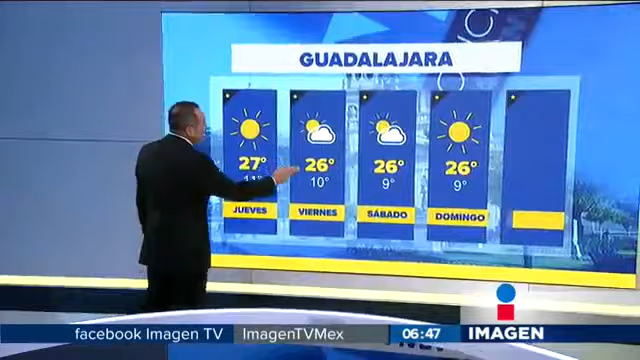 GUADALAJARA
27° 26° 26° 26°
11° 10° 9° 9°
JUEVES VIERNES SÁBADO DOMINGO
facebook Imagen TV ImagenTVMex 06:47 IMAGEN